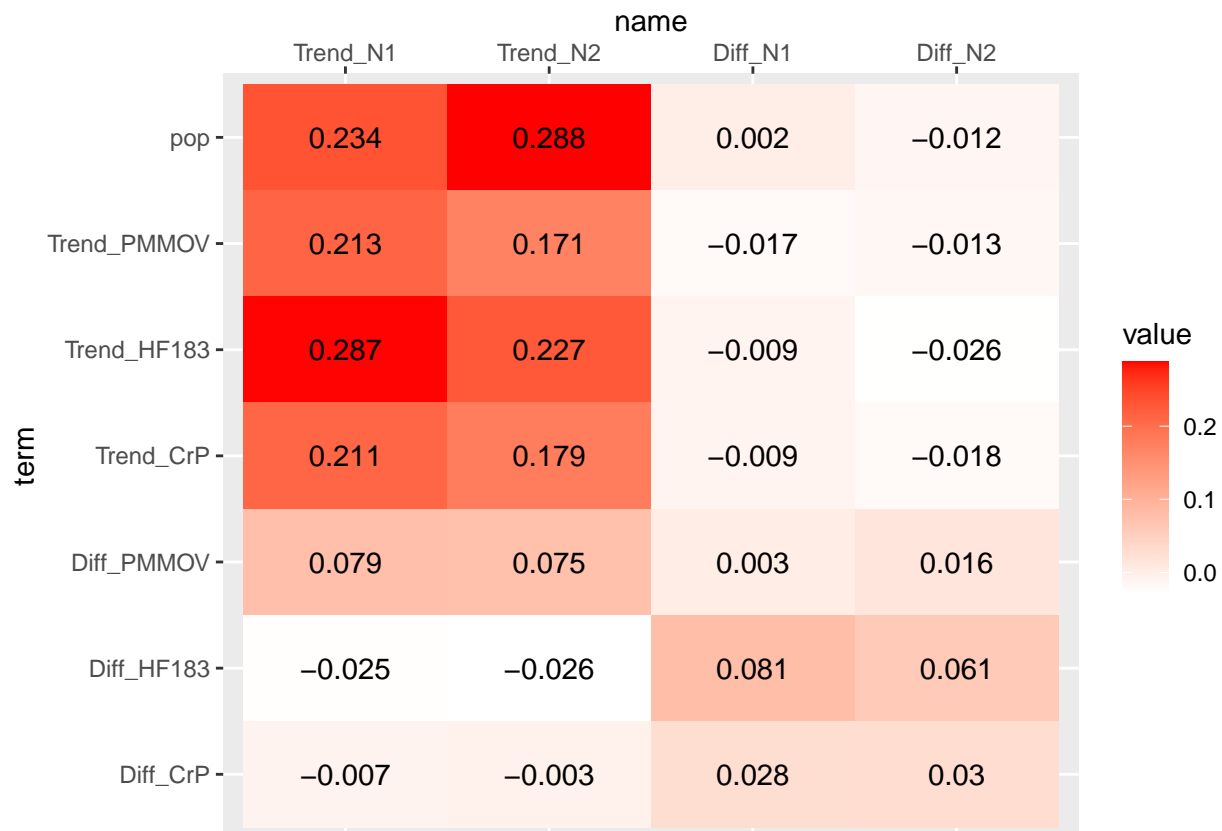 name
Trend_N1 Trend_N2 Diff_N1 Diff_N2
term
pop 0.234 0.288 0.002 −0.012
Trend_PMMOV 0.213 0.171 −0.017 −0.013
Trend_HF183 0.287 0.227 −0.009 −0.026
Trend_CrP 0.211 0.179 −0.009 −0.018
Diff_PMMOV 0.079 0.075 0.003 0.016
Diff_HF183 −0.025 −0.026 0.081 0.061
Diff_CrP −0.007 −0.003 0.028 0.03
value
0.2
0.1
0.0